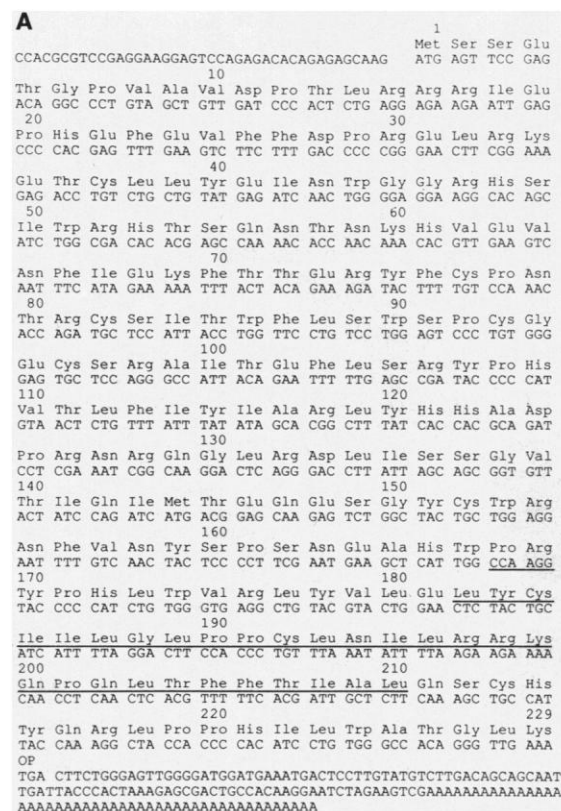 A
1
Met Ser Ser Glu
CCACGCGTCCGAGGAAGGAGTCCAGAGACACAGAGAGCAAG ATG AGT TCC GAG
10
Thr Gly Pro Val Ala Val Asp Pro Thr Leu Arg Arg Arg Ile Glu
ACA GGC CCT GTA GCT GTT GAT CCC ACT CTG AGG AGA AGA ATT GAG
20 30
Pro His Glu Phe Glu Val Phe Phe Asp Pro Arg Glu Leu Arg Lys
CCC CAC GAG TTT GAA GTC TTC TTT GAC CCC CGG GAA CTT CGG AAA
40
Glu Thr Cys Leu Leu Tyr Glu Ile Asn Trp Gly Gly Arg His Ser
GAG ACC TGT CTG CTG TAT GAG ATC AAC TGG GGA GGA AGG CAC AGC
50 60
Ile Trp Arg His Thr Ser Gln Asn Thr Asn Lys His Val Glu Val
ATC TGG CGA CAC ACG AGC CAA AAC ACC AAC AAA CAC GTT GAA GTC
70
Asn Phe Ile Glu Lys Phe Thr Thr Glu Arg Tyr Phe Cys Pro Asn
AAT TTC ATA GAA AAA TTT ACT ACA GAA AGA TAC TTT TGT CCA AAC
80 90
Thr Arg Cys Ser Ile Thr Trp Phe Leu Ser Trp Ser Pro Cys Gly
ACC AGA TGC TCC ATT ACC TGG TTC CTG TCC TGG AGT CCC TGT GGG
100
Glu Cys Ser Arg Ala Ile Thr Glu Phe Leu Ser Arg Tyr Pro His
GAG TGC TCC AGG GCC ATT ACA GAA TTT TTG AGC CGA TAC CCC CAT
110 120
Val Thr Leu Phe Ile Tyr Ile Ala Arg Leu Tyr His His Ala Asp
GTA ACT CTG TTT ATT TAT ATA GCA CGG CTT TAT CAC CAC GCA GAT
130
Pro Arg Asn Arg Gln Gly Leu Arg Asp Leu Ile Ser Ser Gly Val
CCT CGA AAT CGG CAA GGA CTC AGG GAC CTT ATT AGC AGC GGT GTT
140 150
Thr Ile Gln Ile Met Thr Glu Gln Glu Ser Gly Tyr Cys Trp Arg
ACT ATC CAG ATC ATG ACG GAG CAA GAG TCT GGC TAC TGC TGG AGG
160
Asn Phe Val Asn Tyr Ser Pro Ser Asn Glu Ala His Trp Pro Arg
AAT TTT GTC AAC TAC TCC CCT TCG AAT GAA GCT CAT TGG CCA AGG
170 180
Tyr Pro His Leu Trp Val Arg Leu Tyr Val Leu Glu Leu Tyr Cys
TAC CCC CAT CTG TGG GTG AGG CTG TAC GTA CTG GAA CTC TAC TGC
190
Ile Ile Leu Gly Leu Pro Pro Cys Leu Asn Ile Leu Arg Arg Lys
ATC ATT TTA GGA CTT CCA CCC TGT TTA AAT ATT TTA AGA AGA AAA
200 210
Gln Pro Gln Leu Thr Phe Phe Thr Ile Ala Leu Gln Ser Cys His
CAA CCT CAA CTC ACG TTT TTC ACG ATT GCT CTT CAA AGC TGC CAT
220 229
Tyr Gln Arg Leu Pro Pro His Ile Leu Trp Ala Thr Gly Leu Lys
TAC CAA AGG CTA CCA CCC CAC ATC CTG TGG GCC ACA GGG TTG AAA
OP
TGA CTTCTGGGAGTTGGGGATGGATGAAATGACTCCTTGTATGTCTTGACAGCAGCAAT
TGATTACCCACTAAAGAGCGACTGCCACAAGGAATCTAGAAGTCGAAAAAAAAAAAAAAA
AAAAAAAAAAAAAAAAAAAAAAAAAAAAAAAA